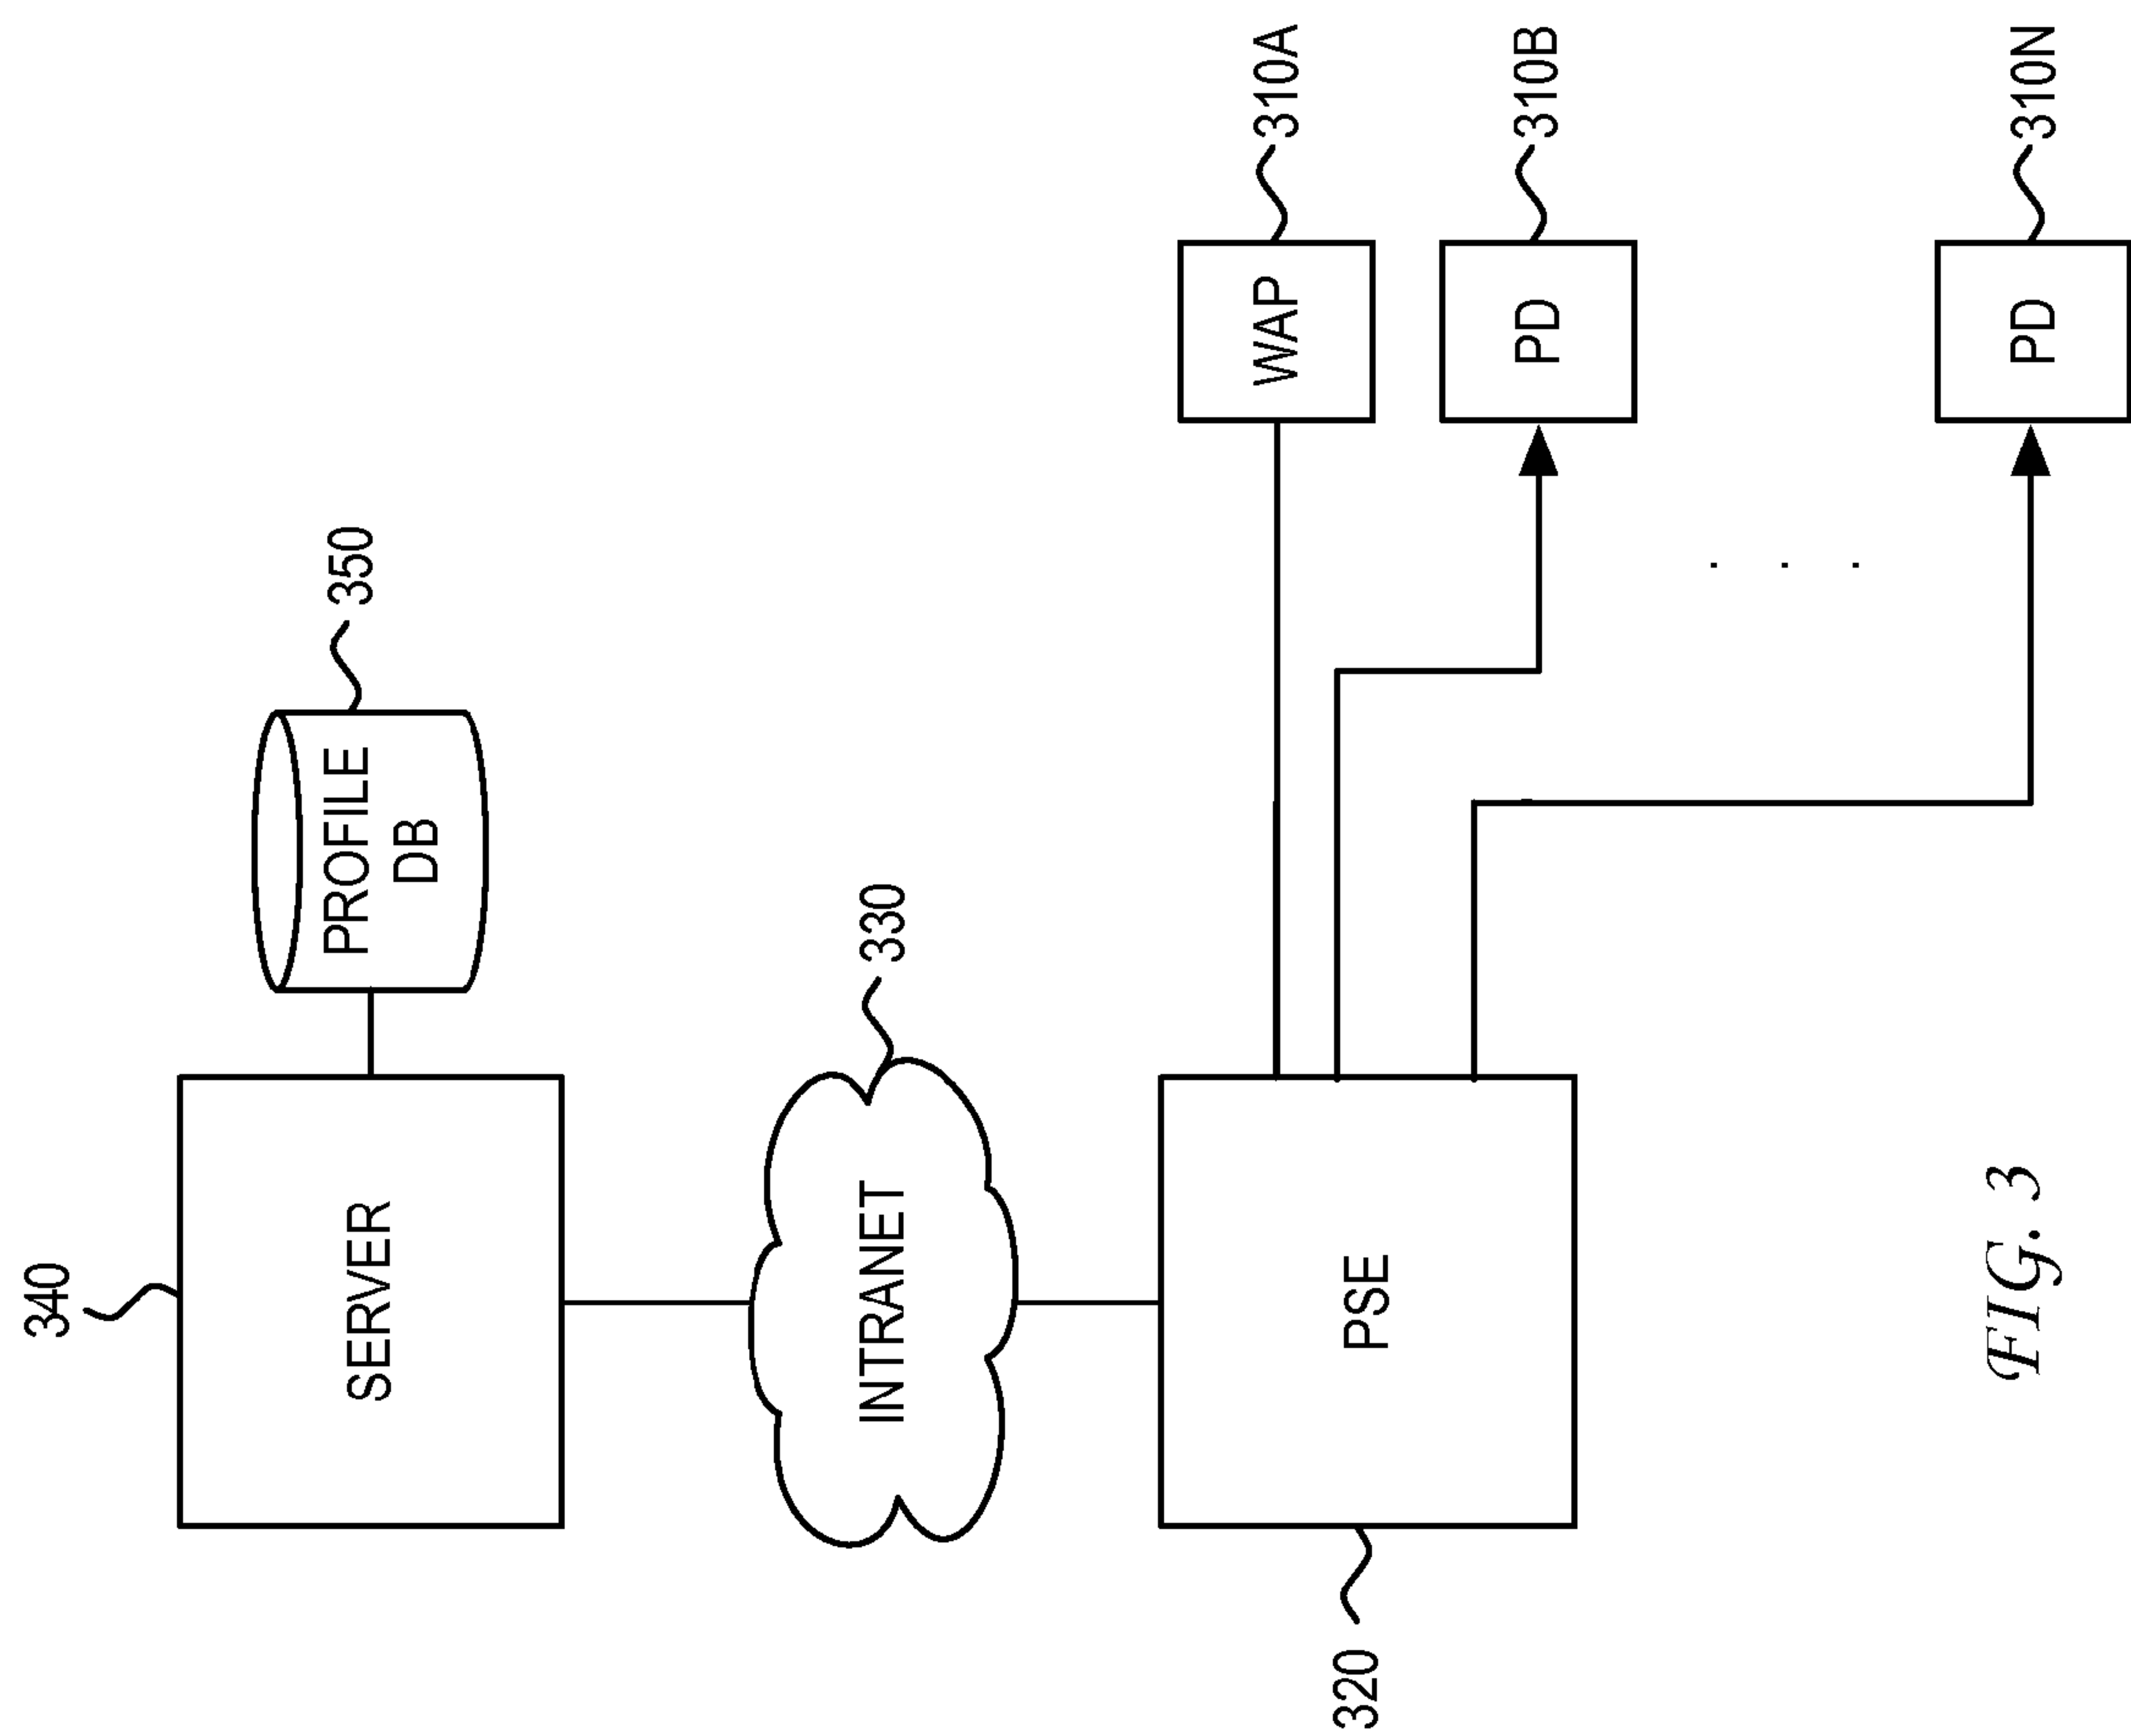 340
SERVER
PROFILE
DB
350
INTRANET
330
320
PSE
WAP
310A
PD
310B
. . .
PD
310N
FIG. 3